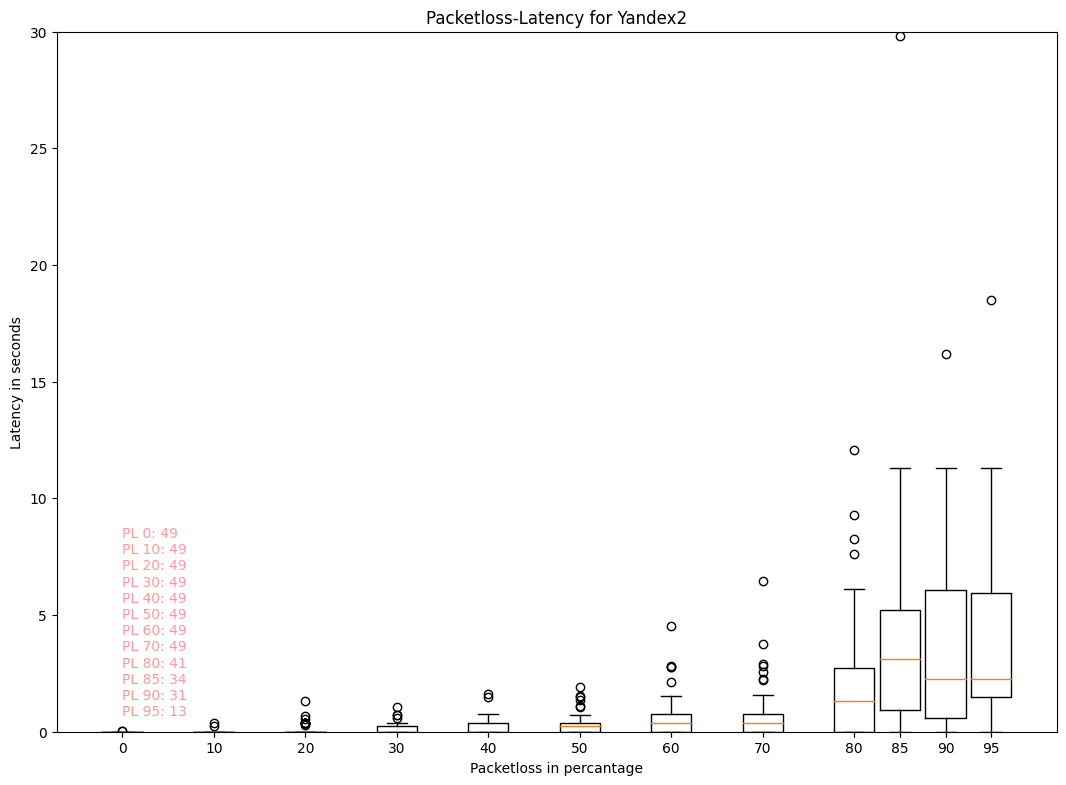 Packetloss-Latency for Yandex2
30
25
20
15
10
5
0
Latency in seconds
PL 0: 49
PL 10: 49
PL 20: 49
PL 30: 49
PL 40: 49
PL 50: 49
PL 60: 49
PL 70: 49
PL 80: 41
PL 85: 34
PL 90: 31
PL 95: 13
0 10 20 30 40 50 60 70 80 85 90 95
Packetloss in percantage